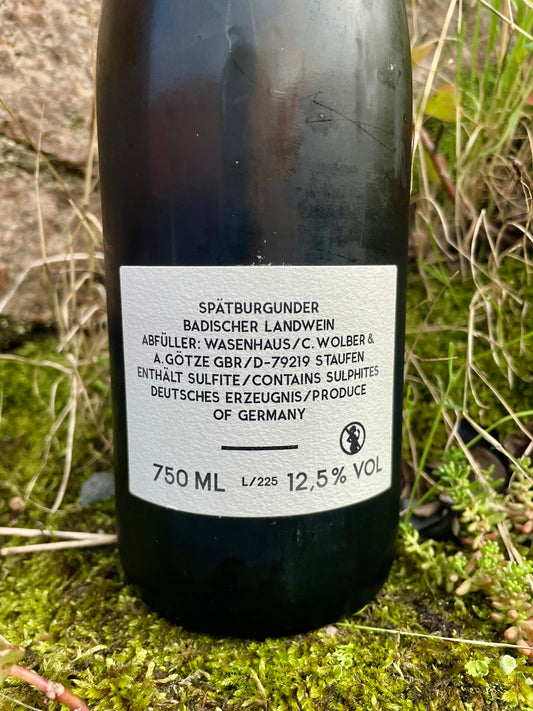 SPÄTBURGUNDER
BADISCHER LANDWEIN
ABFÜLLER: WASENHAUS/C. WOLBER &
A.GÖTZE GBR/D-79219 STAUFEN
ENTHÄLT SULFITE/CONTAINS SULPHITES
DEUTSCHES ERZEUGNIS/PRODUCE
OF GERMANY
750 ML L/225 12,5% VOL